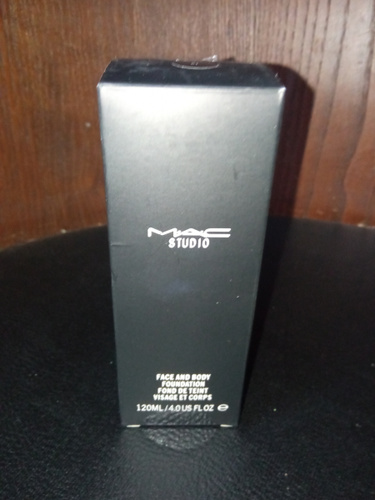 MAC
STUDIO
FACE AND BODY
FOUNDATION
FOND DE TEINT
VISAGE ET CORPS
120ML / 4.0 US FL OZ ℮